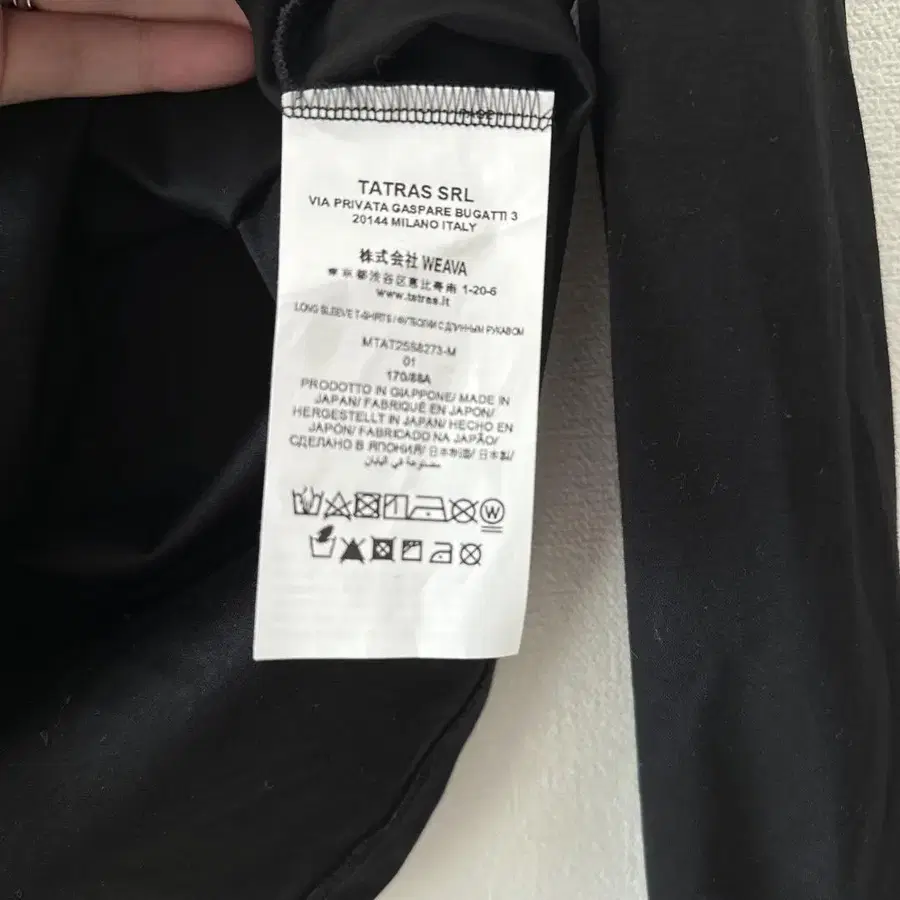 TATRAS SRL
VIA PRIVATA GASPARE BUGATTI 3
20144 MILANO ITALY
株式会社 WEAVA
東京都渋谷区恵比寿南 1-20-6
www.tatras.it
LONG SLEEVE T-SHIRTS / ФУТБОЛКИ С ДЛИННЫМ РУКАВОМ
MTAT25S8273-M
01
170/88A
PRODOTTO IN GIAPPONE/ MADE IN
JAPAN/ FABRIQUÉ EN JAPON/
HERGESTELLT IN JAPAN/ HECHO EN
JAPÓN/ FABRICADO NA JAPÃO/
СДЕЛАНО В ЯПОНИИ/ 日本制造/ 日本製/
مصنوعة في اليابان
W